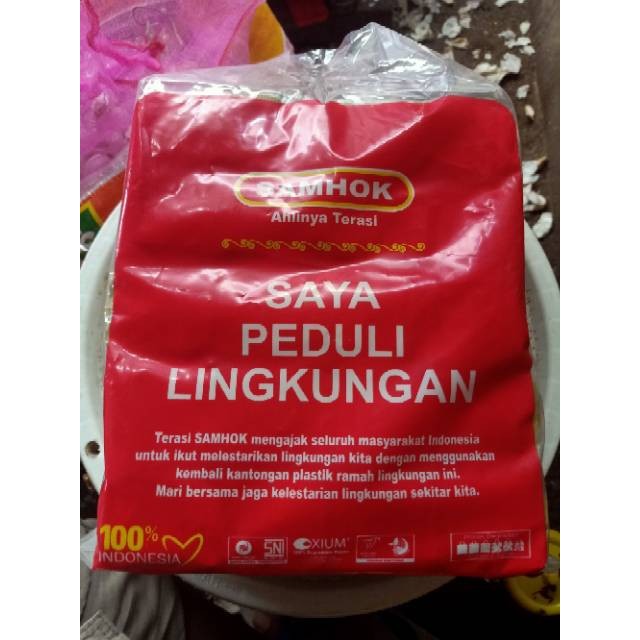 SAMHOK
Ahlinya Terasi
SAYA
PEDULI
LINGKUNGAN
Terasi SAMHOK mengajak seluruh masyarakat Indonesia
untuk ikut melestarikan lingkungan kita dengan menggunakan
kembali kantongan plastik ramah lingkungan ini.
Mari bersama jaga kelestarian lingkungan sekitar kita.
100%
INDONESIA
SNI
OXIUM